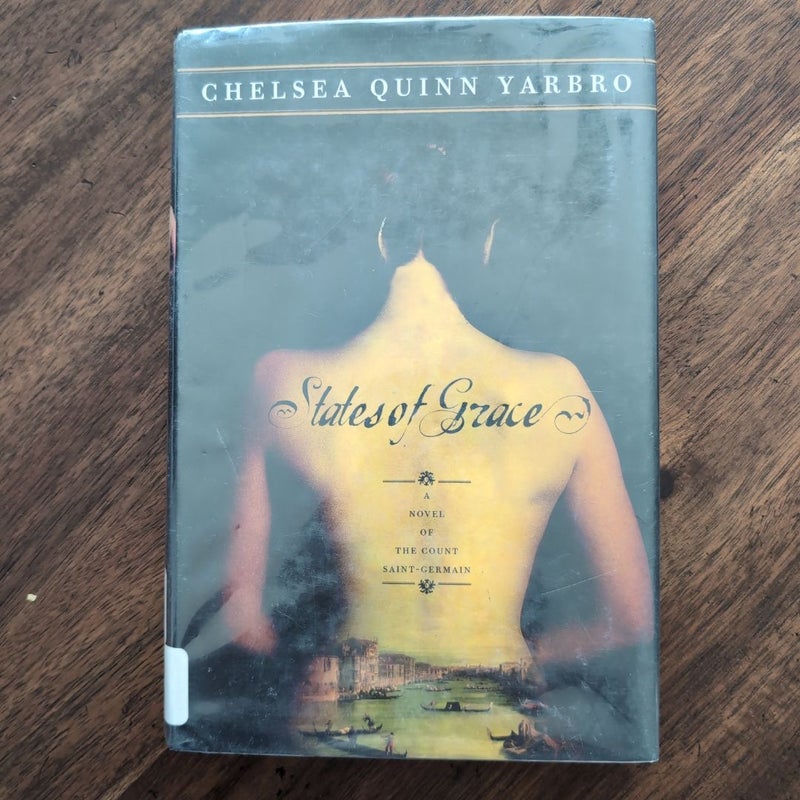 CHELSEA QUINN YARBRO
States of Grace
A
NOVEL
OF
THE COUNT
SAINT-GERMAIN